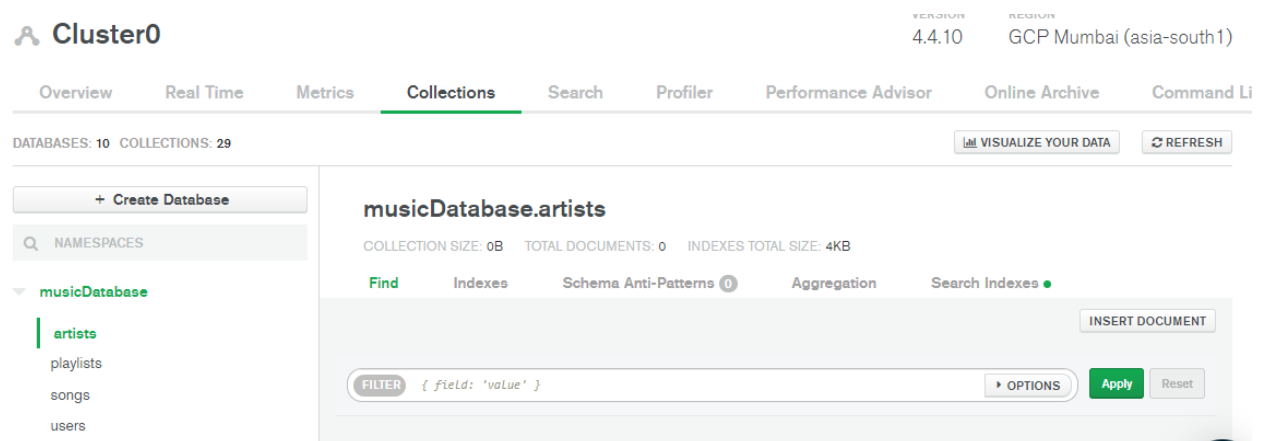 VERSION REGION
Cluster0
4.4.10 GCP Mumbai (asia-south1)
Overview Real Time Metrics Collections Search Profiler Performance Advisor Online Archive Command Li
DATABASES: 10 COLLECTIONS: 29
VISUALIZE YOUR DATA
REFRESH
+ Create Database
NAMESPACES
musicDatabase
artists
playlists
songs
users
musicDatabase.artists
COLLECTION SIZE: 0B TOTAL DOCUMENTS: 0 INDEXES TOTAL SIZE: 4KB
Find Indexes Schema Anti-Patterns 0 Aggregation Search Indexes
INSERT DOCUMENT
FILTER { field: 'value' } OPTIONS Apply Reset